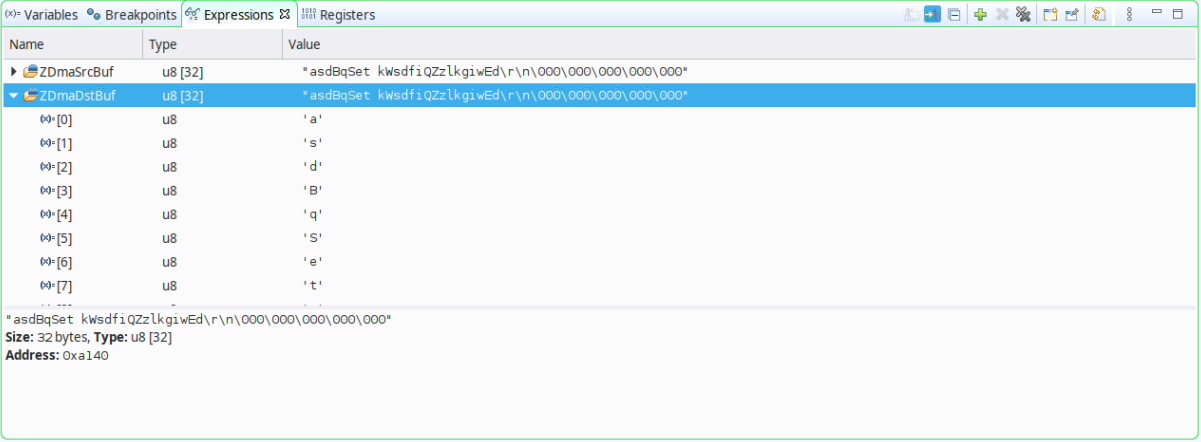 Variables Breakpoints Expressions Registers
Name Type Value
ZDmaSrcBuf u8 [32] "asdBqSet kWsdfiQZzlkgiwEd\r\n\000\000\000\000\000"
ZDmaDstBuf u8 [32] "asdBqSet kWsdfiQZzlkgiwEd\r\n\000\000\000\000\000"
(x)= [0] u8 'a'
(x)= [1] u8 's'
(x)= [2] u8 'd'
(x)= [3] u8 'B'
(x)= [4] u8 'q'
(x)= [5] u8 'S'
(x)= [6] u8 'e'
(x)= [7] u8 't'
"asdBqSet kWsdfiQZzlkgiwEd\r\n\000\000\000\000\000"
Size: 32 bytes, Type: u8 [32]
Address: 0xa140